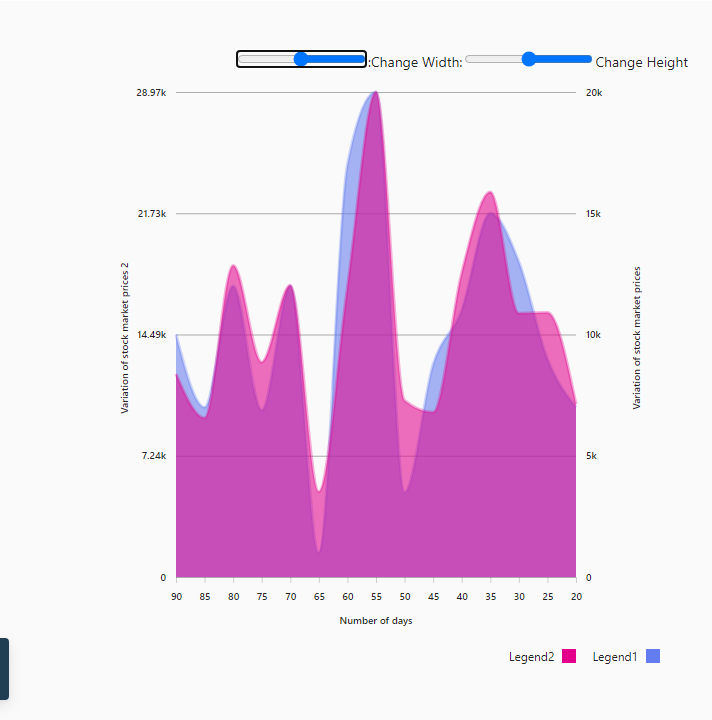 :Change Width:
Change Height
28.97k
20k
21.73k
15k
14.49k
10k
7.24k
5k
0
0
Variation of stock market prices 2
Variation of stock market prices
90 85 80 75 70 65 60 55 50 45 40 35 30 25 20
Number of days
Legend2 Legend1